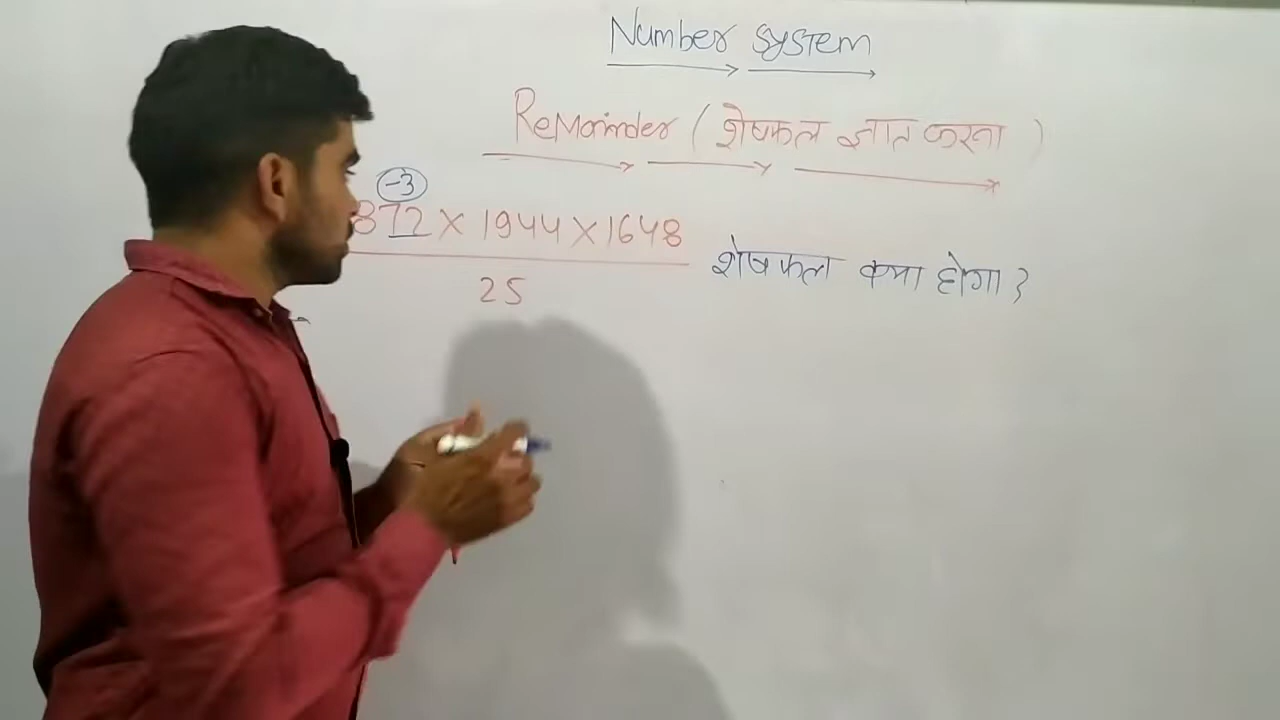 Number System
Remainder (शेषफल ज्ञात करना)
-3
872 × 1944 × 1648
25
शेषफल क्या होगा?